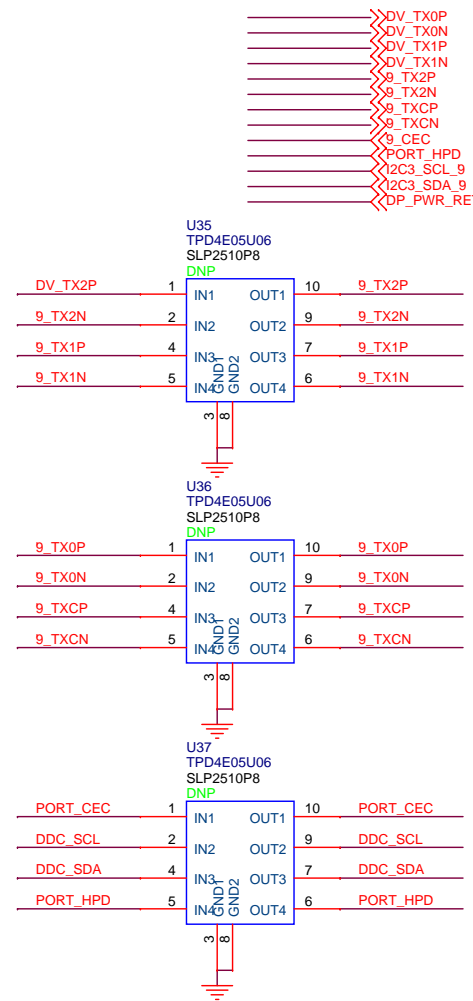 DV_TX0P
DV_TX0N
DV_TX1P
DV_TX1N
9_TX2P
9_TX2N
9_TXCP
9_TXCN
9_CEC
PORT_HPD
I2C3_SCL_9
I2C3_SDA_9
DP_PWR_RE
U35
TPD4E05U06
SLP2510P8
DNP
DV_TX2P 1 IN1 OUT1 10 9_TX2P
9_TX2N 2 IN2 OUT2 9 9_TX2N
9_TX1P 4 IN3 OUT3 7 9_TX1P
9_TX1N 5 IN4 OUT4 6 9_TX1N
GND1 GND2
3 8
U36
TPD4E05U06
SLP2510P8
DNP
9_TX0P 1 IN1 OUT1 10 9_TX0P
9_TX0N 2 IN2 OUT2 9 9_TX0N
9_TXCP 4 IN3 OUT3 7 9_TXCP
9_TXCN 5 IN4 OUT4 6 9_TXCN
GND1 GND2
3 8
U37
TPD4E05U06
SLP2510P8
DNP
PORT_CEC 1 IN1 OUT1 10 PORT_CEC
DDC_SCL 2 IN2 OUT2 9 DDC_SCL
DDC_SDA 4 IN3 OUT3 7 DDC_SDA
PORT_HPD 5 IN4 OUT4 6 PORT_HPD
GND1 GND2
3 8